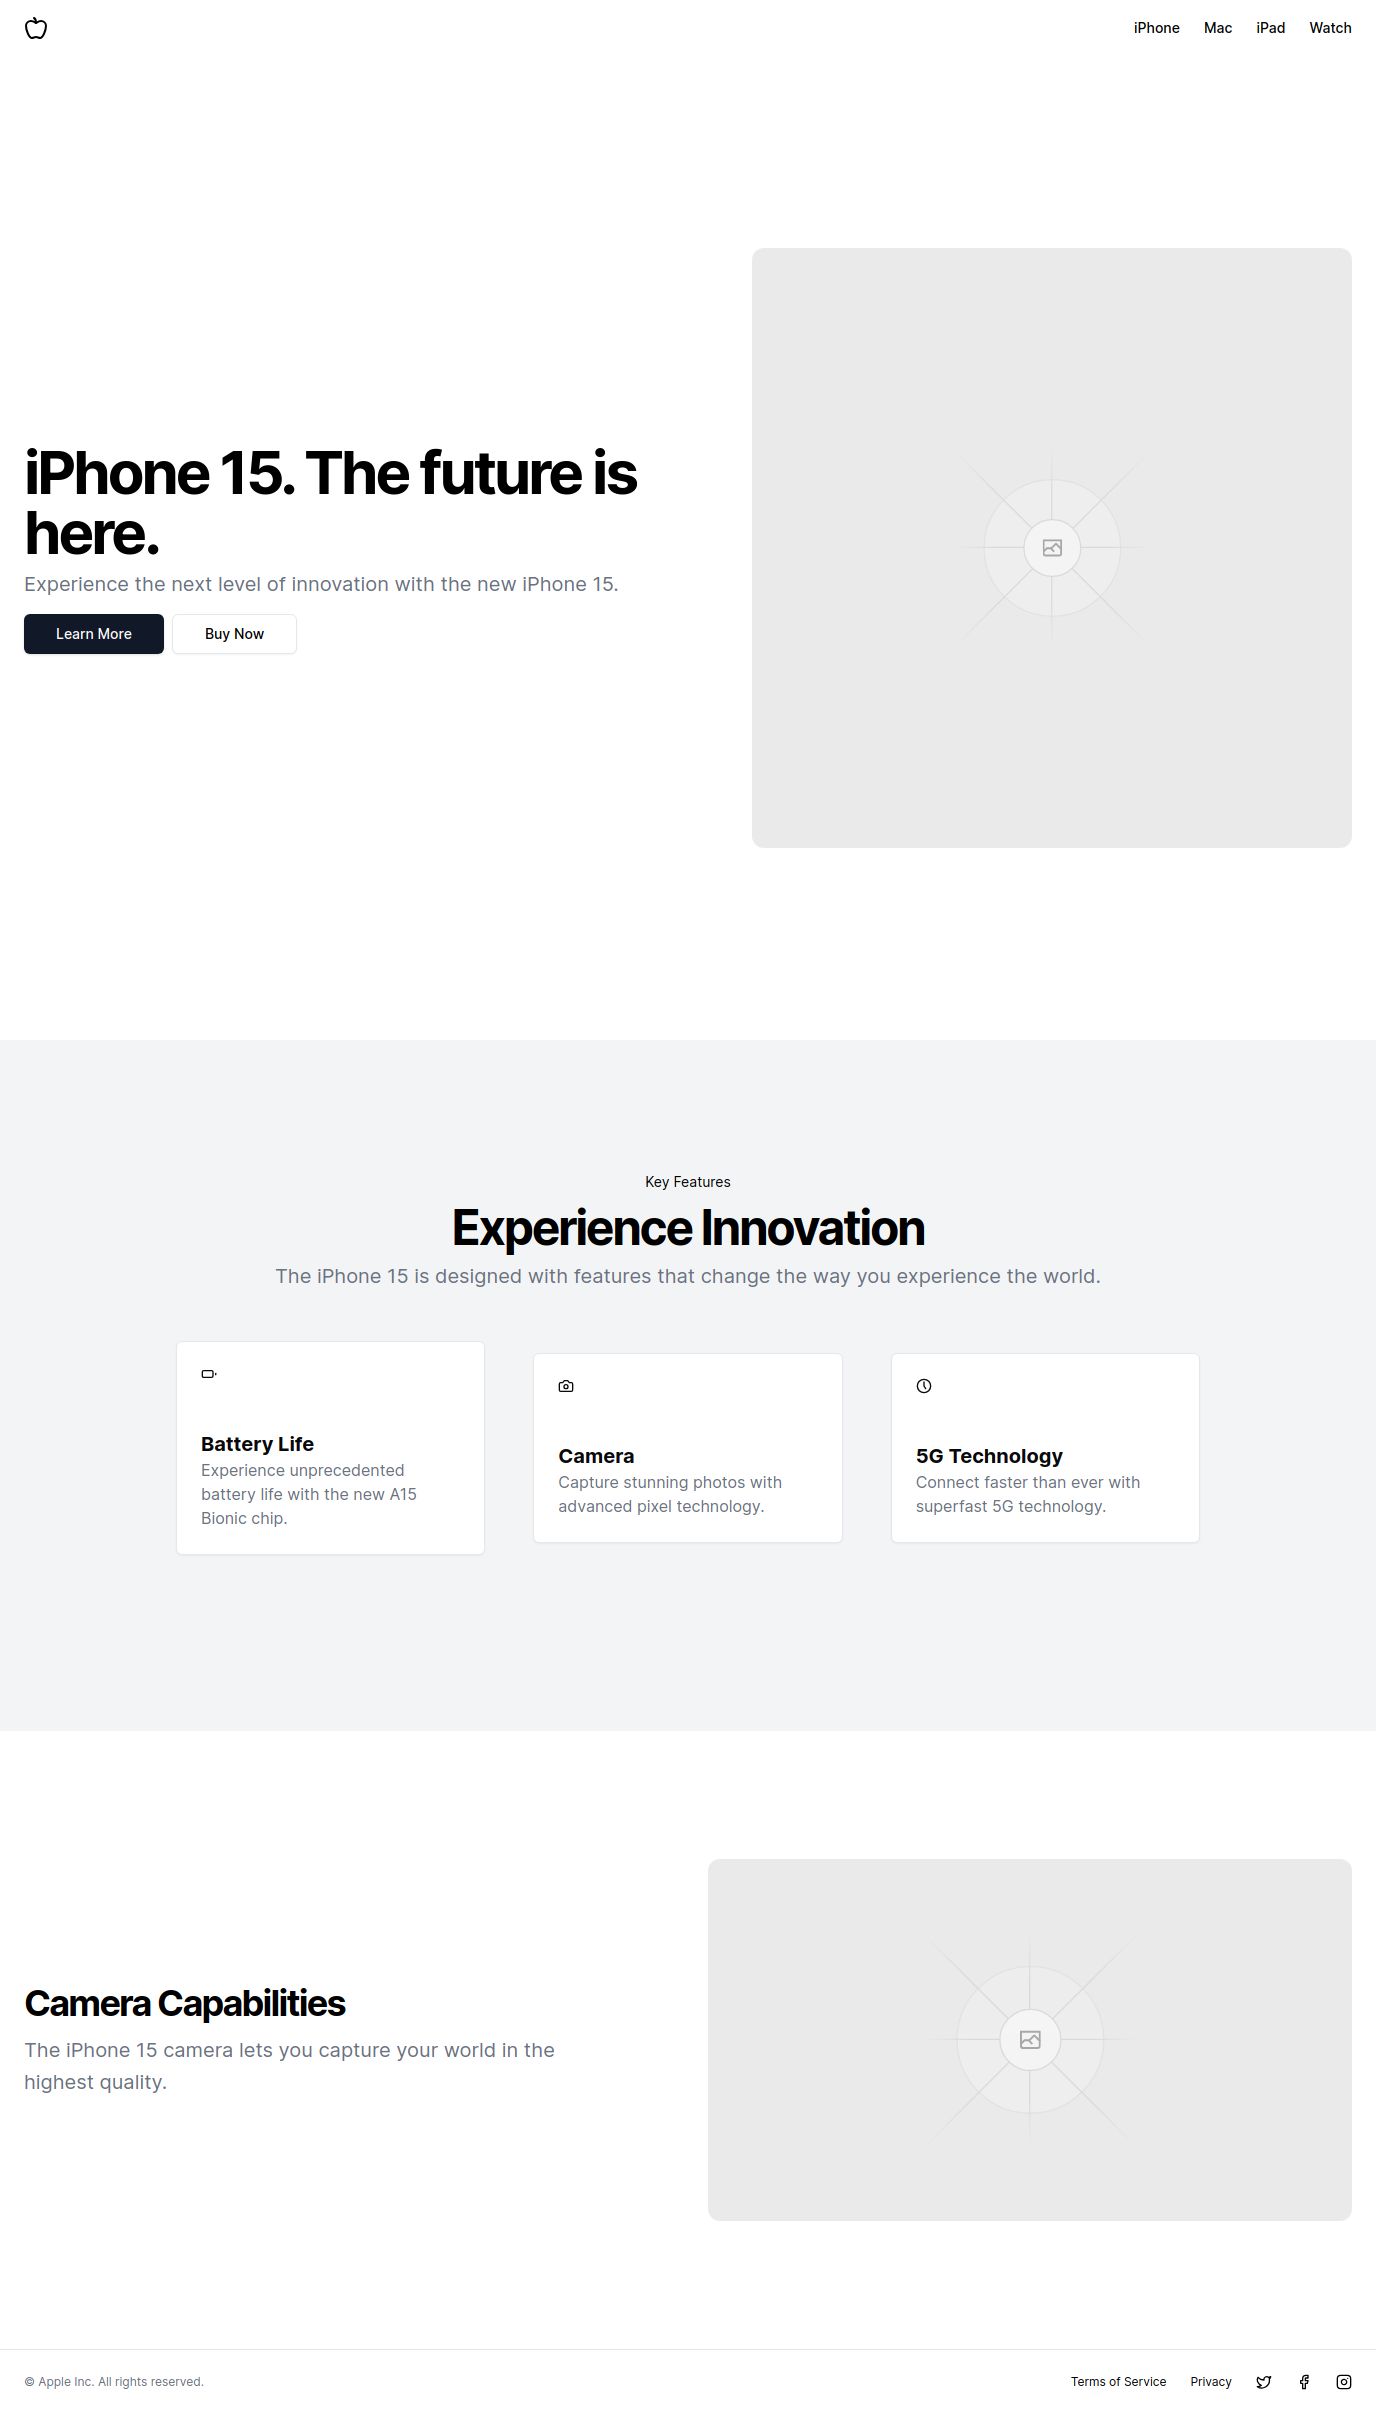 iPhone Mac iPad Watch
iPhone 15. The future is
here.
Experience the next level of innovation with the new iPhone 15.
Learn More Buy Now
Key Features
Experience Innovation
The iPhone 15 is designed with features that change the way you experience the world.
Battery Life
Experience unprecedented
battery life with the new A15
Bionic chip.
Camera
Capture stunning photos with
advanced pixel technology.
5G Technology
Connect faster than ever with
superfast 5G technology.
Camera Capabilities
The iPhone 15 camera lets you capture your world in the
highest quality.
© Apple Inc. All rights reserved.
Terms of Service Privacy